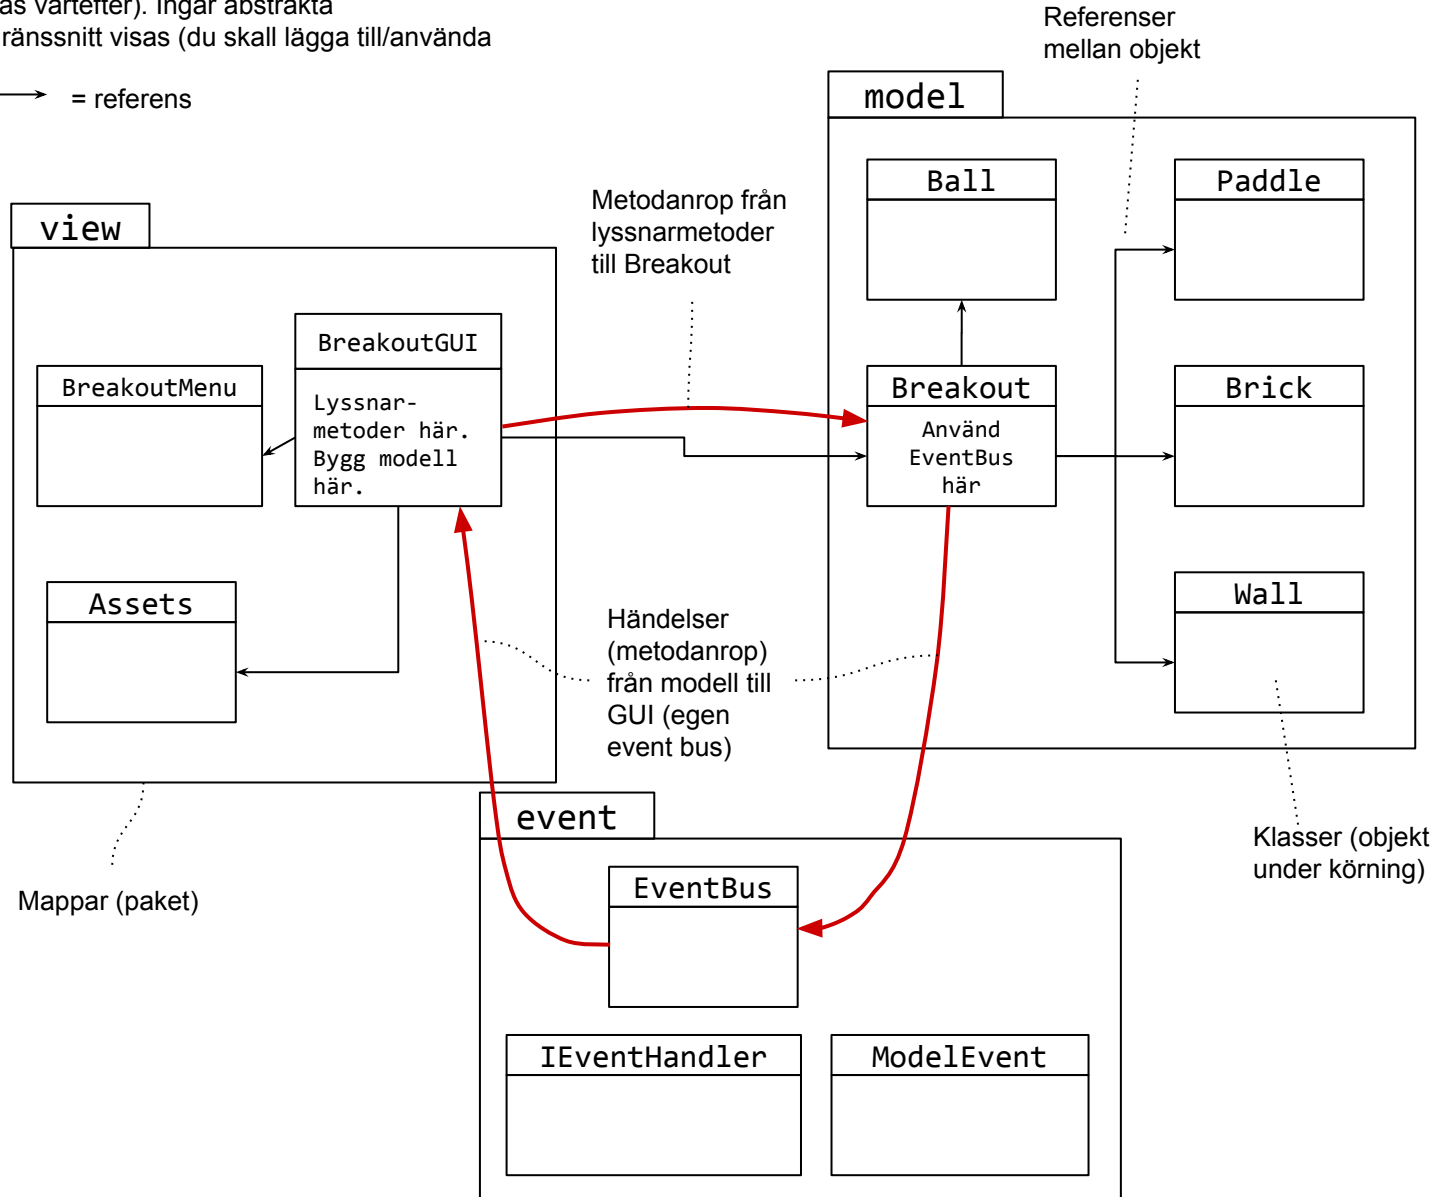 Ingår abstrakta
visas (du skall lägga till/använda
= referens
Referenser
mellan objekt
model
Ball
Paddle
Metodanrop från
lyssnarmetoder
till Breakout
view
BreakoutGUI
Lyssnar-
metoder här.
Bygg modell
här.
BreakoutMenu
Breakout
Använd
EventBus
här
Brick
Assets
Wall
Händelser
(metodanrop)
från modell till
GUI (egen
event bus)
event
Klasser (objekt
under körning)
Mappar (paket)
EventBus
IEventHandler
ModelEvent